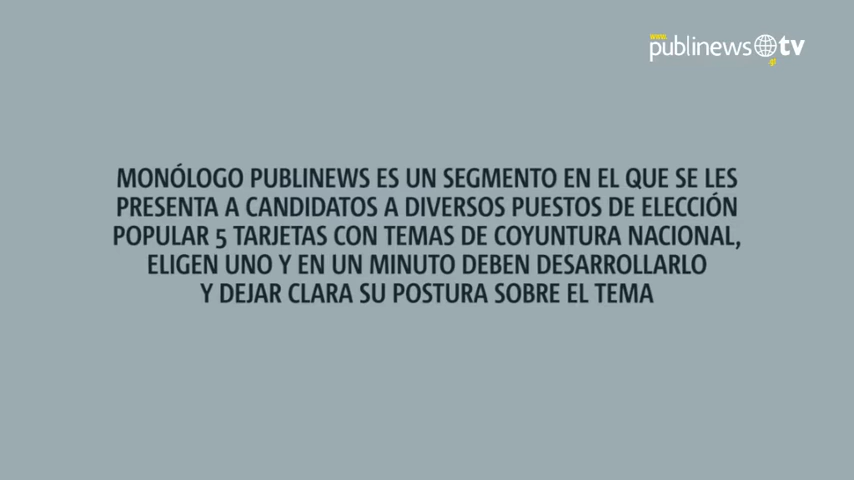 www.
publinews tv
.gt
MONÓLOGO PUBLINEWS ES UN SEGMENTO EN EL QUE SE LES
PRESENTA A CANDIDATOS A DIVERSOS PUESTOS DE ELECCIÓN
POPULAR 5 TARJETAS CON TEMAS DE COYUNTURA NACIONAL,
ELIGEN UNO Y EN UN MINUTO DEBEN DESARROLLARLO
Y DEJAR CLARA SU POSTURA SOBRE EL TEMA